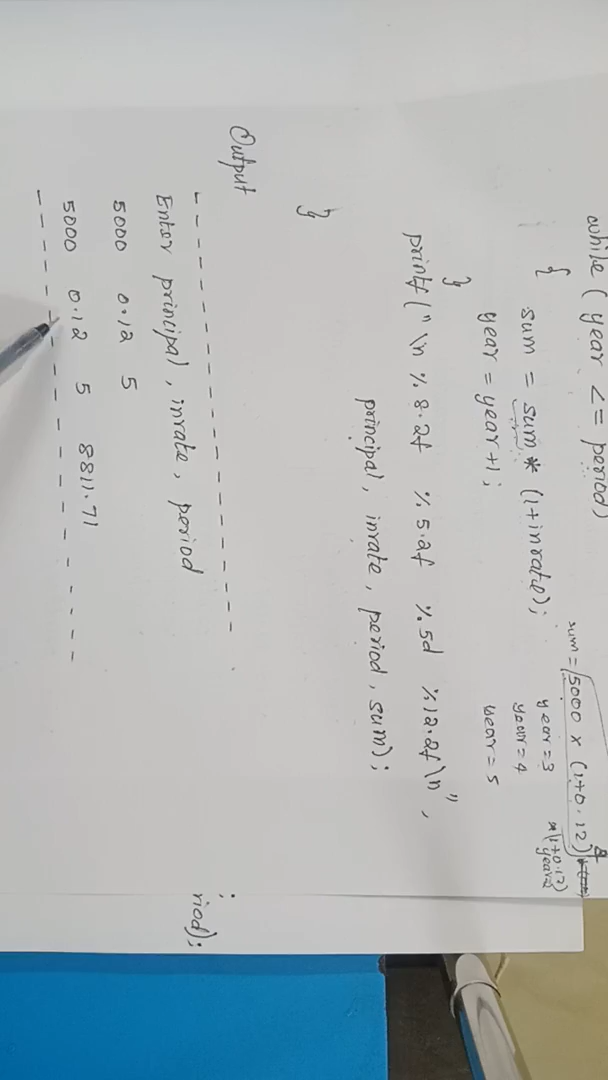 while ( year <= period)
{
sum = sum * (1+inrate);
year = year+1;
}
printf (" \n %8.2f %5.2f %.5d %12.2f \n",
principal, inrate, period, sum);
}
sum = 5000 x (1+0.12)
*(1+0.12)
year=2
year=3
year=4
year=5
Output
- - - - - - - - - - - - - - - - - - - -
Enter principal, inrate, period
5000 0.12 5
5000 0.12 5 8811.71
- - - - - - - - - - - - - - - - - - - -
;
riod);